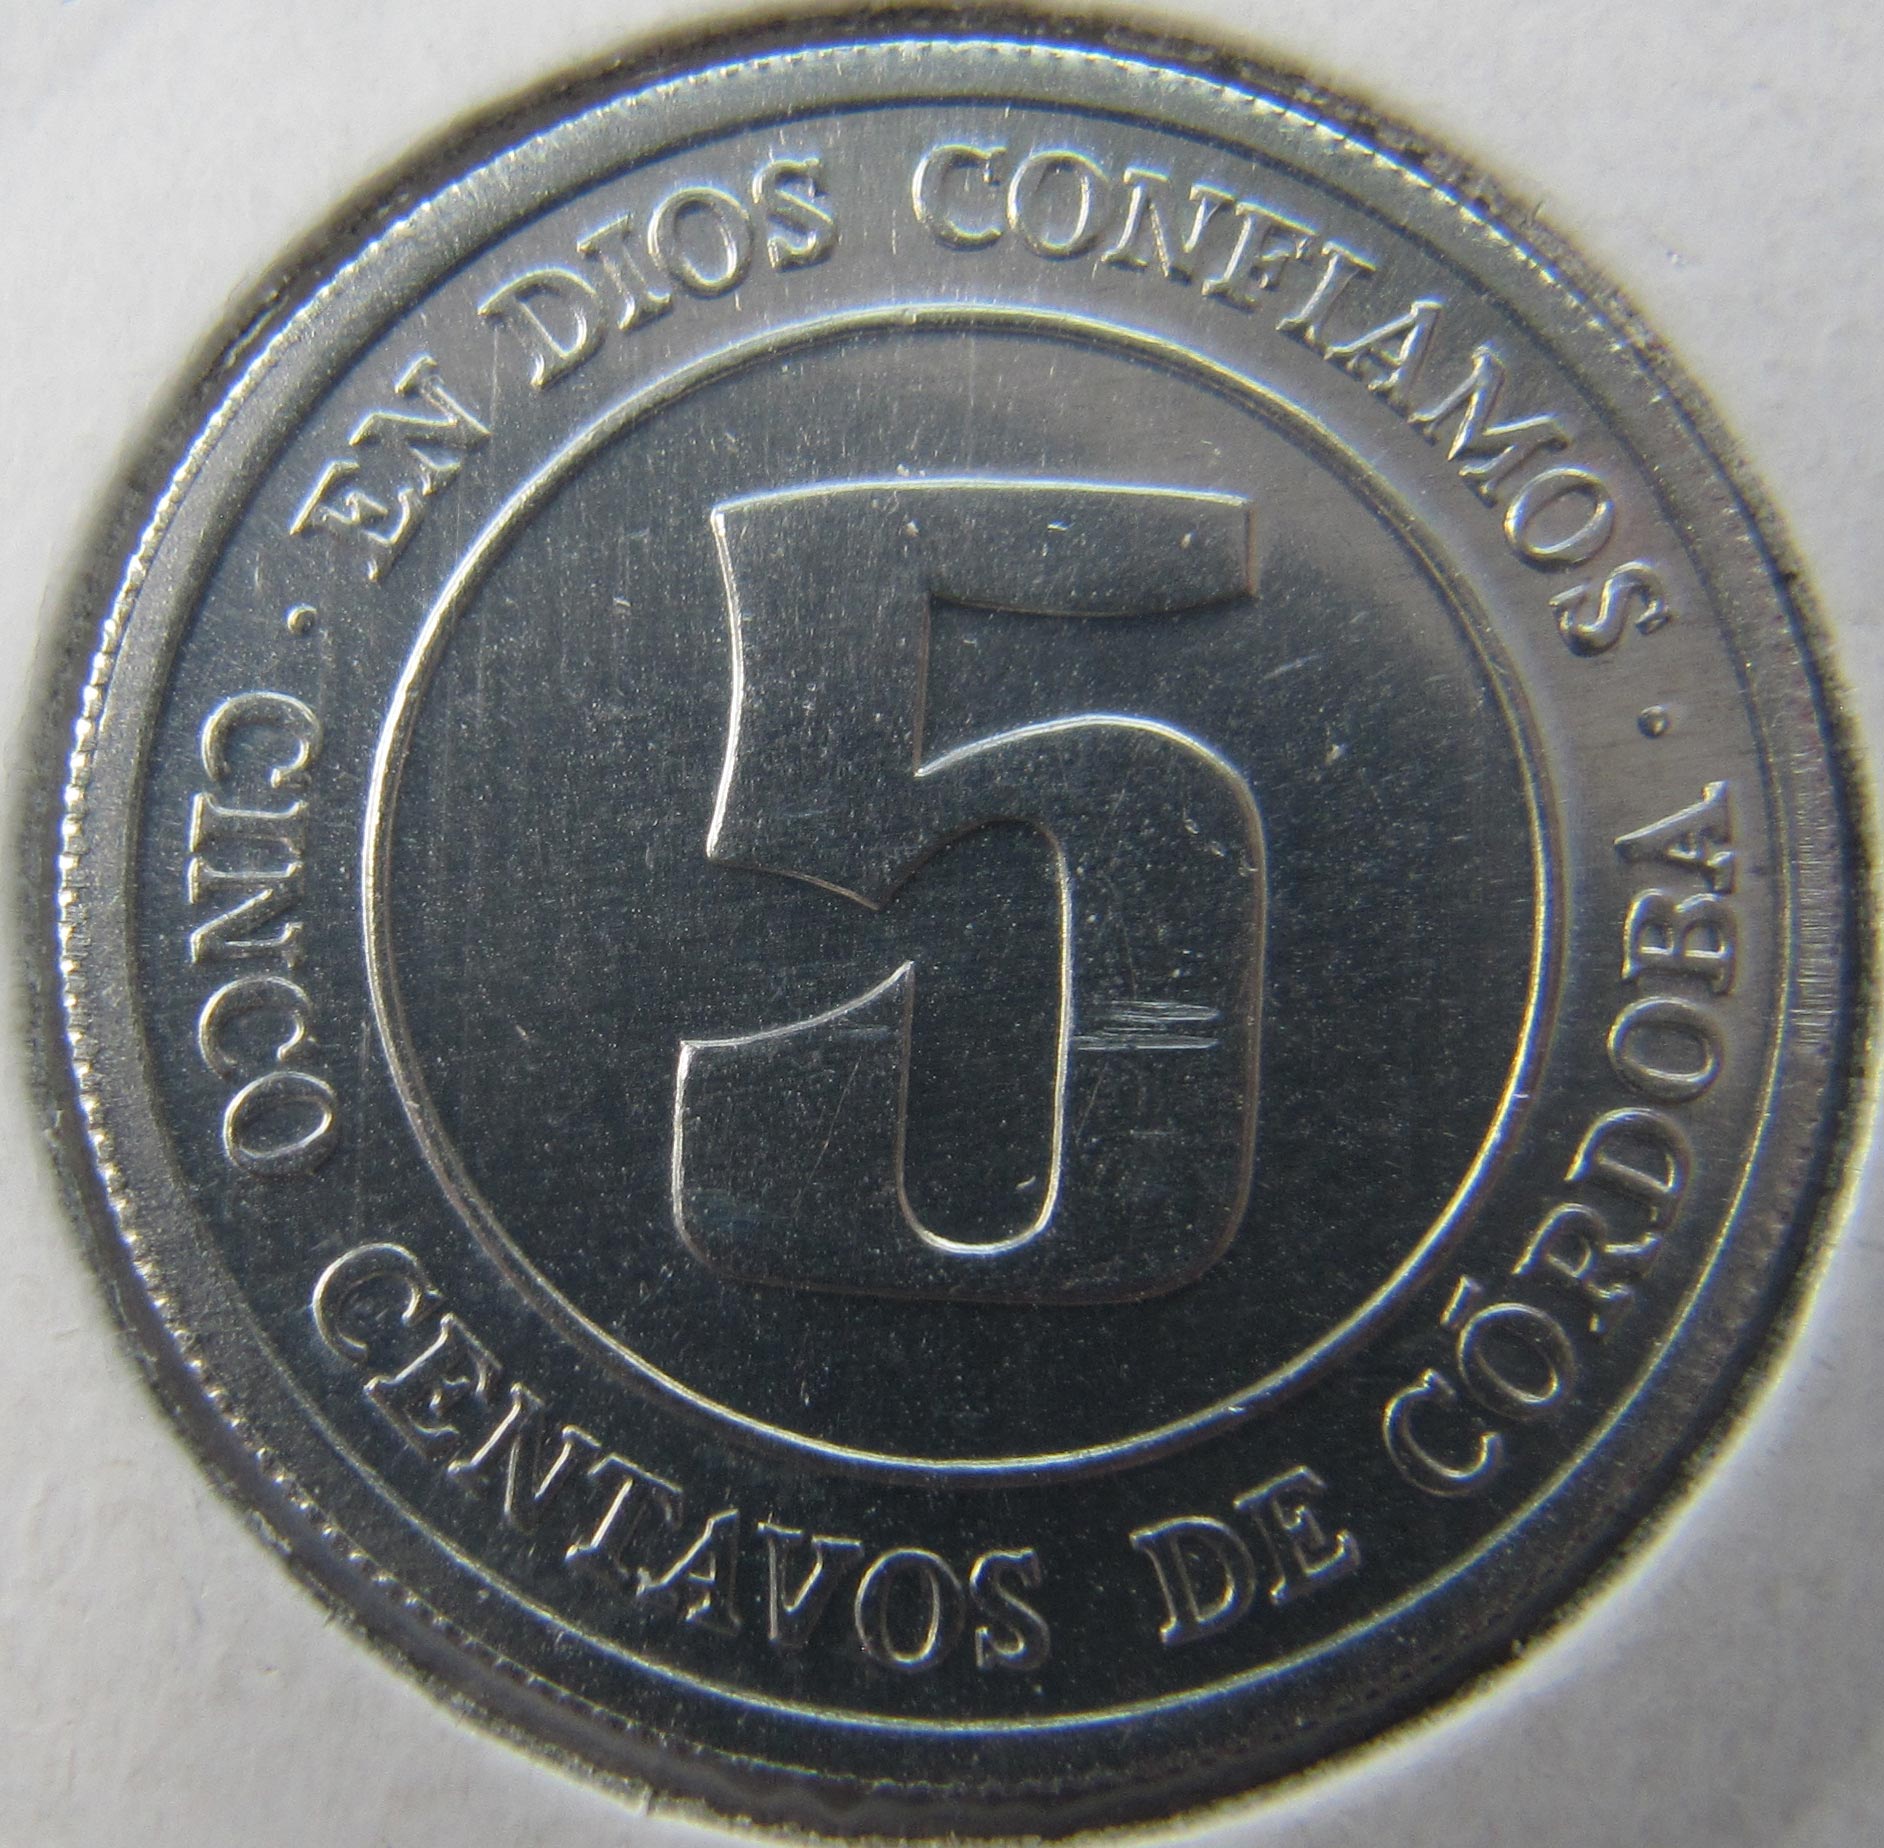 · EN DIOS CONFIAMOS ·
CINCO CENTAVOS DE CÓRDOBA
5